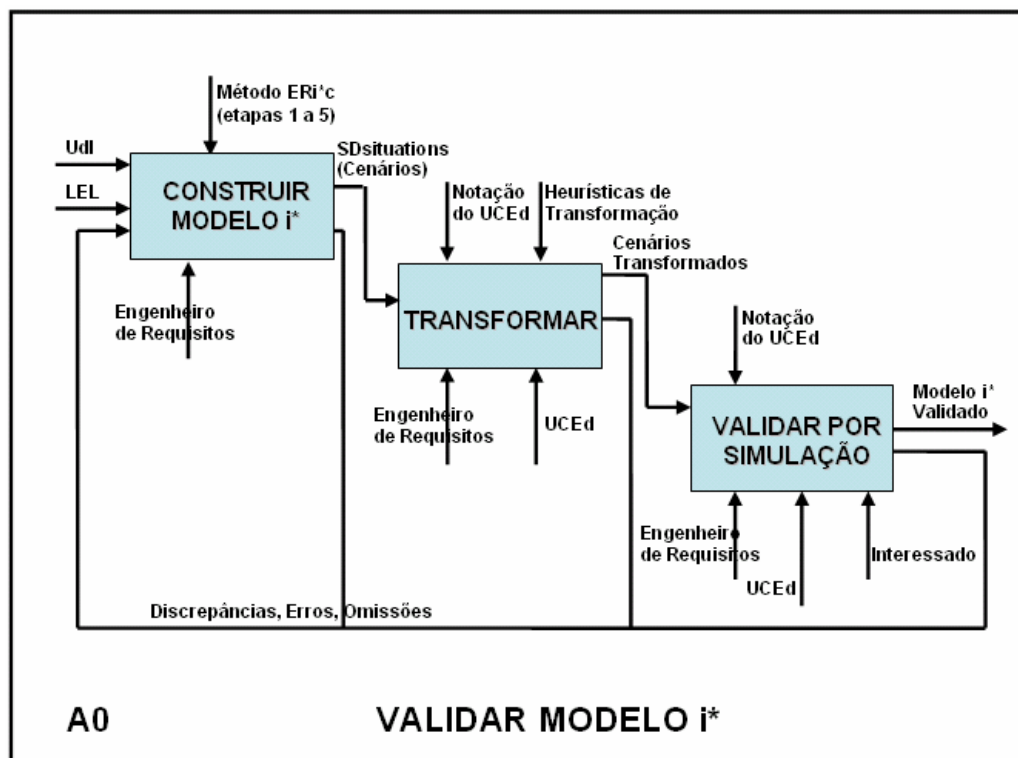 Método ERi*c
(etapas 1 a 5)
UdI
LEL
CONSTRUIR
MODELO i*
SDsituations
(Cenários)
Engenheiro
de Requisitos
Notação
do UCEd
Heurísticas de
Transformação
Cenários
Transformados
TRANSFORMAR
Engenheiro
de Requisitos
UCEd
Notação
do UCEd
VALIDAR POR
SIMULAÇÃO
Modelo i*
Validado
Engenheiro
de Requisitos
UCEd
Interessado
Discrepâncias, Erros, Omissões
A0
VALIDAR MODELO i*